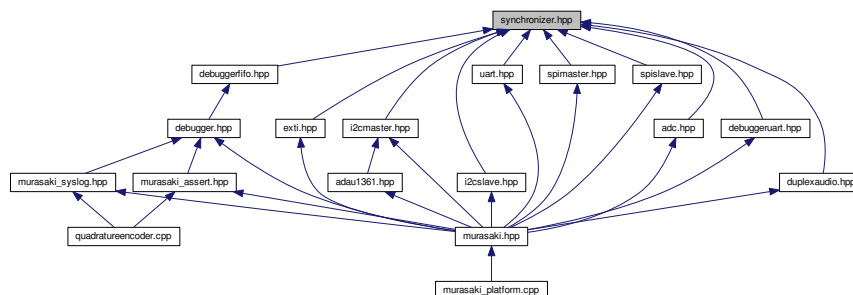 synchronizer.hpp
debuggerfifo.hpp
uart.hpp
spimaster.hpp
spislave.hpp
debugger.hpp
exti.hpp
i2cmaster.hpp
adc.hpp
debuggeruart.hpp
murasaki_syslog.hpp
murasaki_assert.hpp
adau1361.hpp
i2cslave.hpp
duplexaudio.hpp
quadratureencoder.cpp
murasaki.hpp
murasaki_platform.cpp